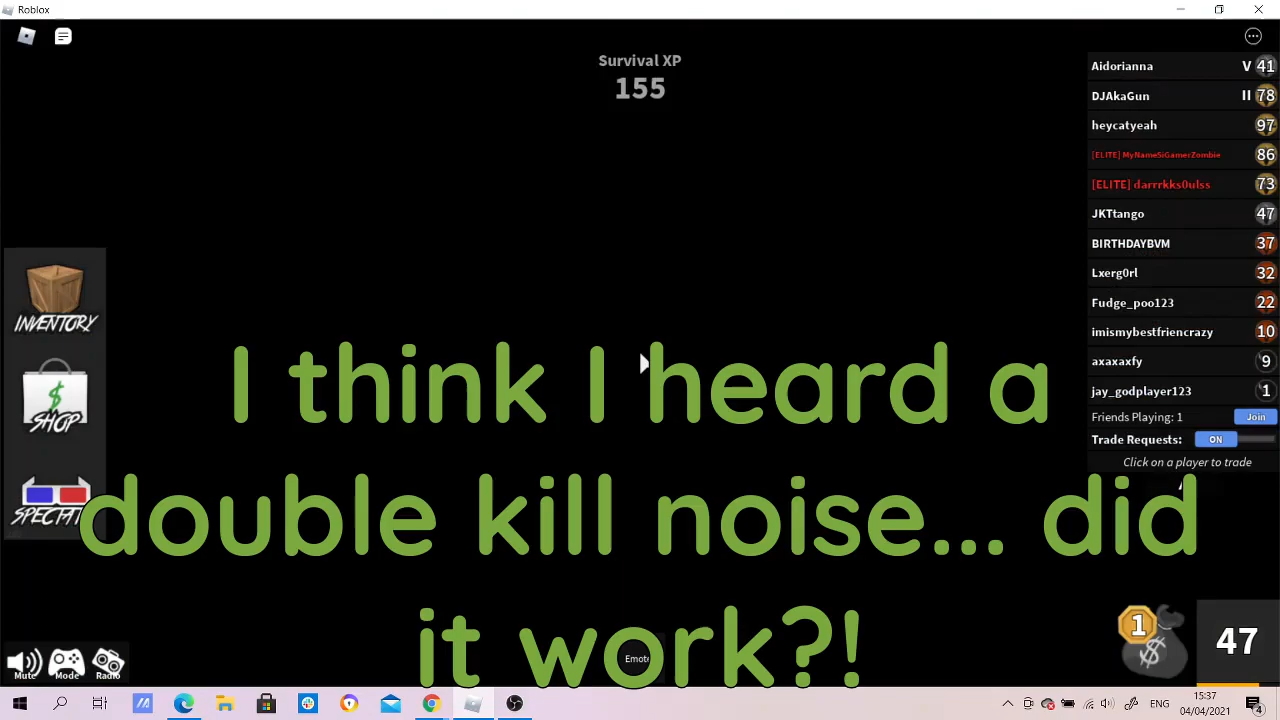 Roblox
Survival XP
155
Aidorianna V 41
DJAkaGun II 78
heycatyeah 97
[ELITE] MyNameSiGamerZombie 86
[ELITE] darrrkks0ulss 73
JKTtango 47
BIRTHDAYBVM 37
Lxerg0rl 32
Fudge_poo123 22
imismybestfriencrazy 10
axaxaxfy 9
jay_godplayer123 1
Friends Playing: 1 Join
Trade Requests: ON
Click on a player to trade
INVENTORY
SHOP
I think I heard a
double kill noise... did
it work?!
Mute Mode Radio
1
$
47
ENG
15:37
04/04/2021
4